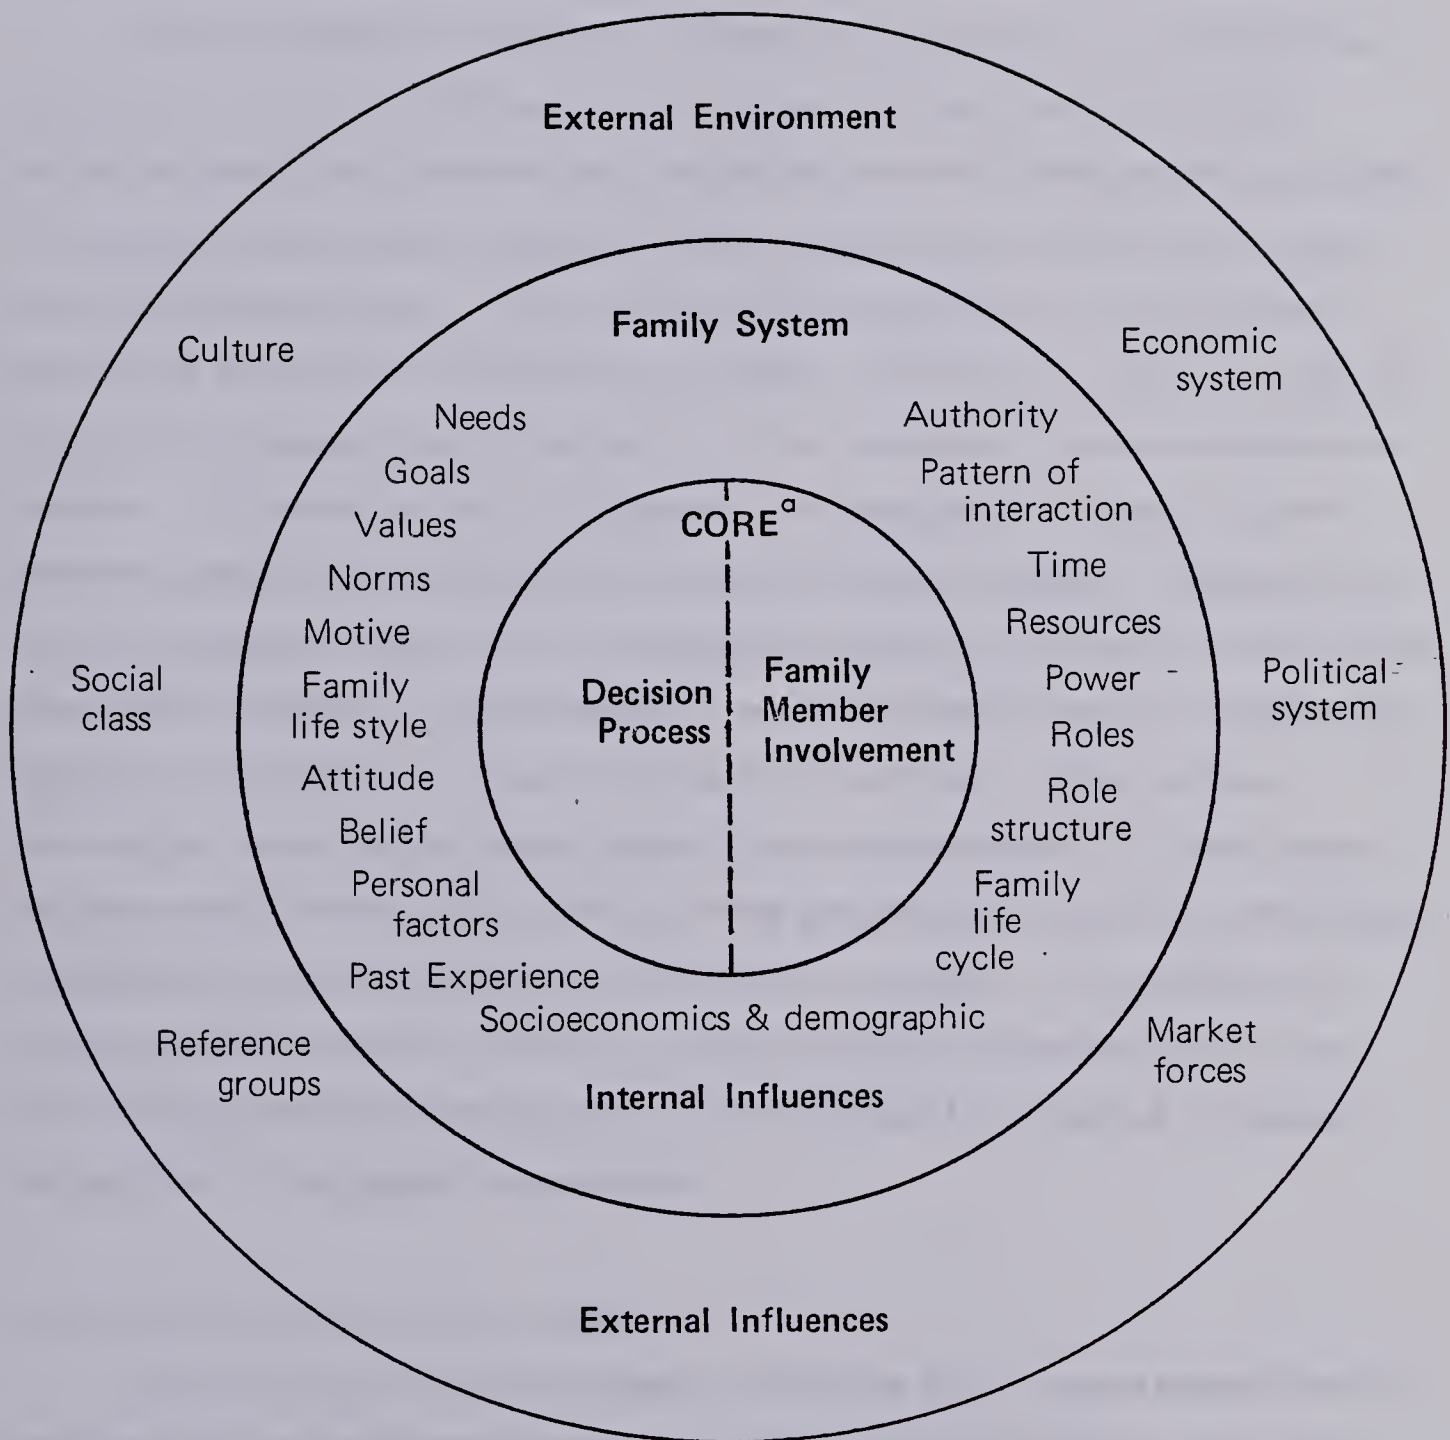 External Environment
Family System
Culture
Economic
system
Needs
Goals
Values
Norms
Motive
Family
life style
Attitude
Belief
Personal
factors
Past Experience
Socioeconomics & demographic
Authority
Pattern of
interaction
Time
Resources
Power
Roles
Role
structure
Family
life
cycle
COREᵃ
Decision
Process
Family
Member
Involvement
Social
class
Political
system
Reference
groups
Market
forces
Internal Influences
External Influences